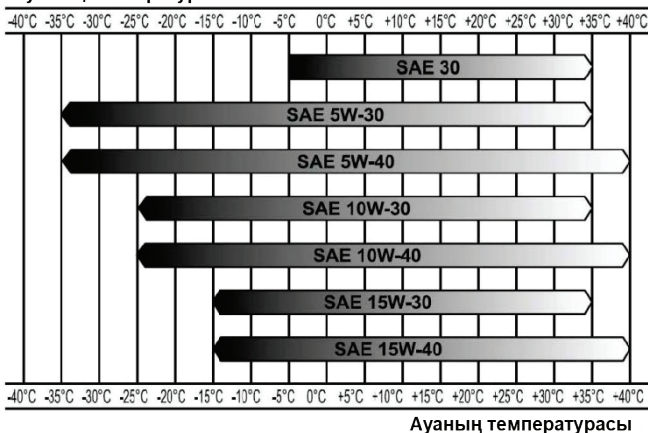 -40°C -35°C -30°C -25°C -20°C -15°C -10°C -5°C 0°C +5°C +10°C +15°C +20°C +25°C +30°C +35°C +40°C
SAE 30
SAE 5W-30
SAE 5W-40
SAE 10W-30
SAE 10W-40
SAE 15W-30
SAE 15W-40
-40°C -35°C -30°C -25°C -20°C -15°C -10°C -5°C 0°C +5°C +10°C +15°C +20°C +25°C +30°C +35°C +40°C
Ауаның температурасы